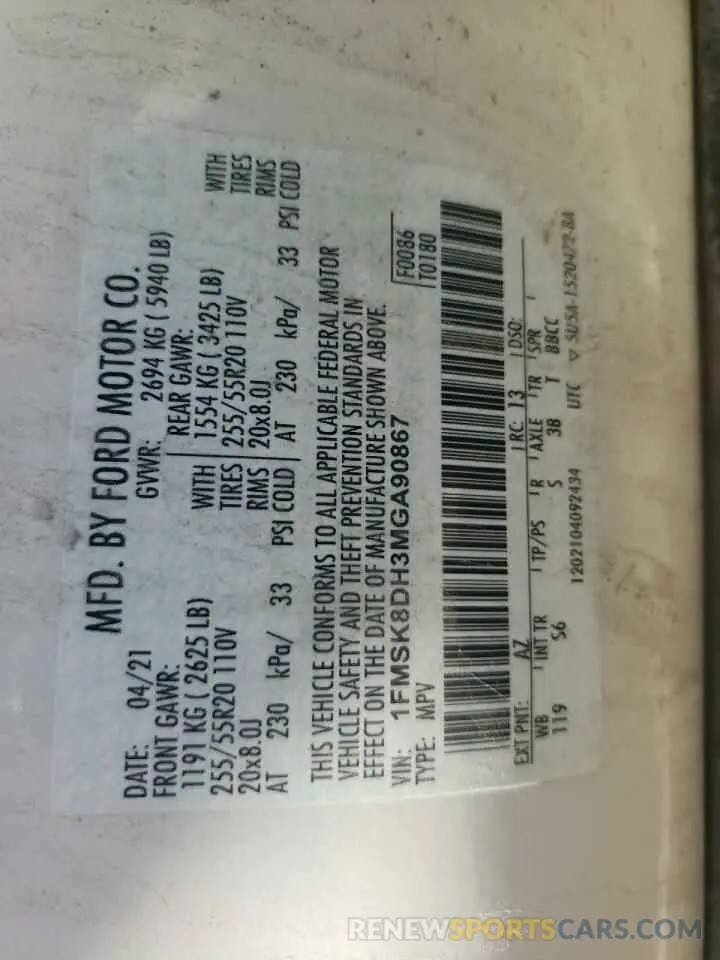 MFD. BY FORD MOTOR CO.
DATE: 04/21 GVWR: 2694 KG ( 5940 LB)
FRONT GAWR: REAR GAWR:
1191 KG ( 2625 LB) WITH 1554 KG ( 3425 LB) WITH
255/55R20 110V TIRES 255/55R20 110V TIRES
20x8.0J RIMS 20x8.0J RIMS
AT 230 kPa/ 33 PSI COLD AT 230 kPa/ 33 PSI COLD
THIS VEHICLE CONFORMS TO ALL APPLICABLE FEDERAL MOTOR
VEHICLE SAFETY AND THEFT PREVENTION STANDARDS IN
EFFECT ON THE DATE OF MANUFACTURE SHOWN ABOVE.
VIN: 1FMSK8DH3MGA90867 F0086
TYPE: MPV T0180
EXT PNT: AZ RC: 13 DSO:
WB INT TR TP/PS R AXLE TR SPR
119 S6 S 3B T BBCC
1202104092434 UTC ▽ SUSA-1520472-BA
RENEWSPORTSCARS.COM